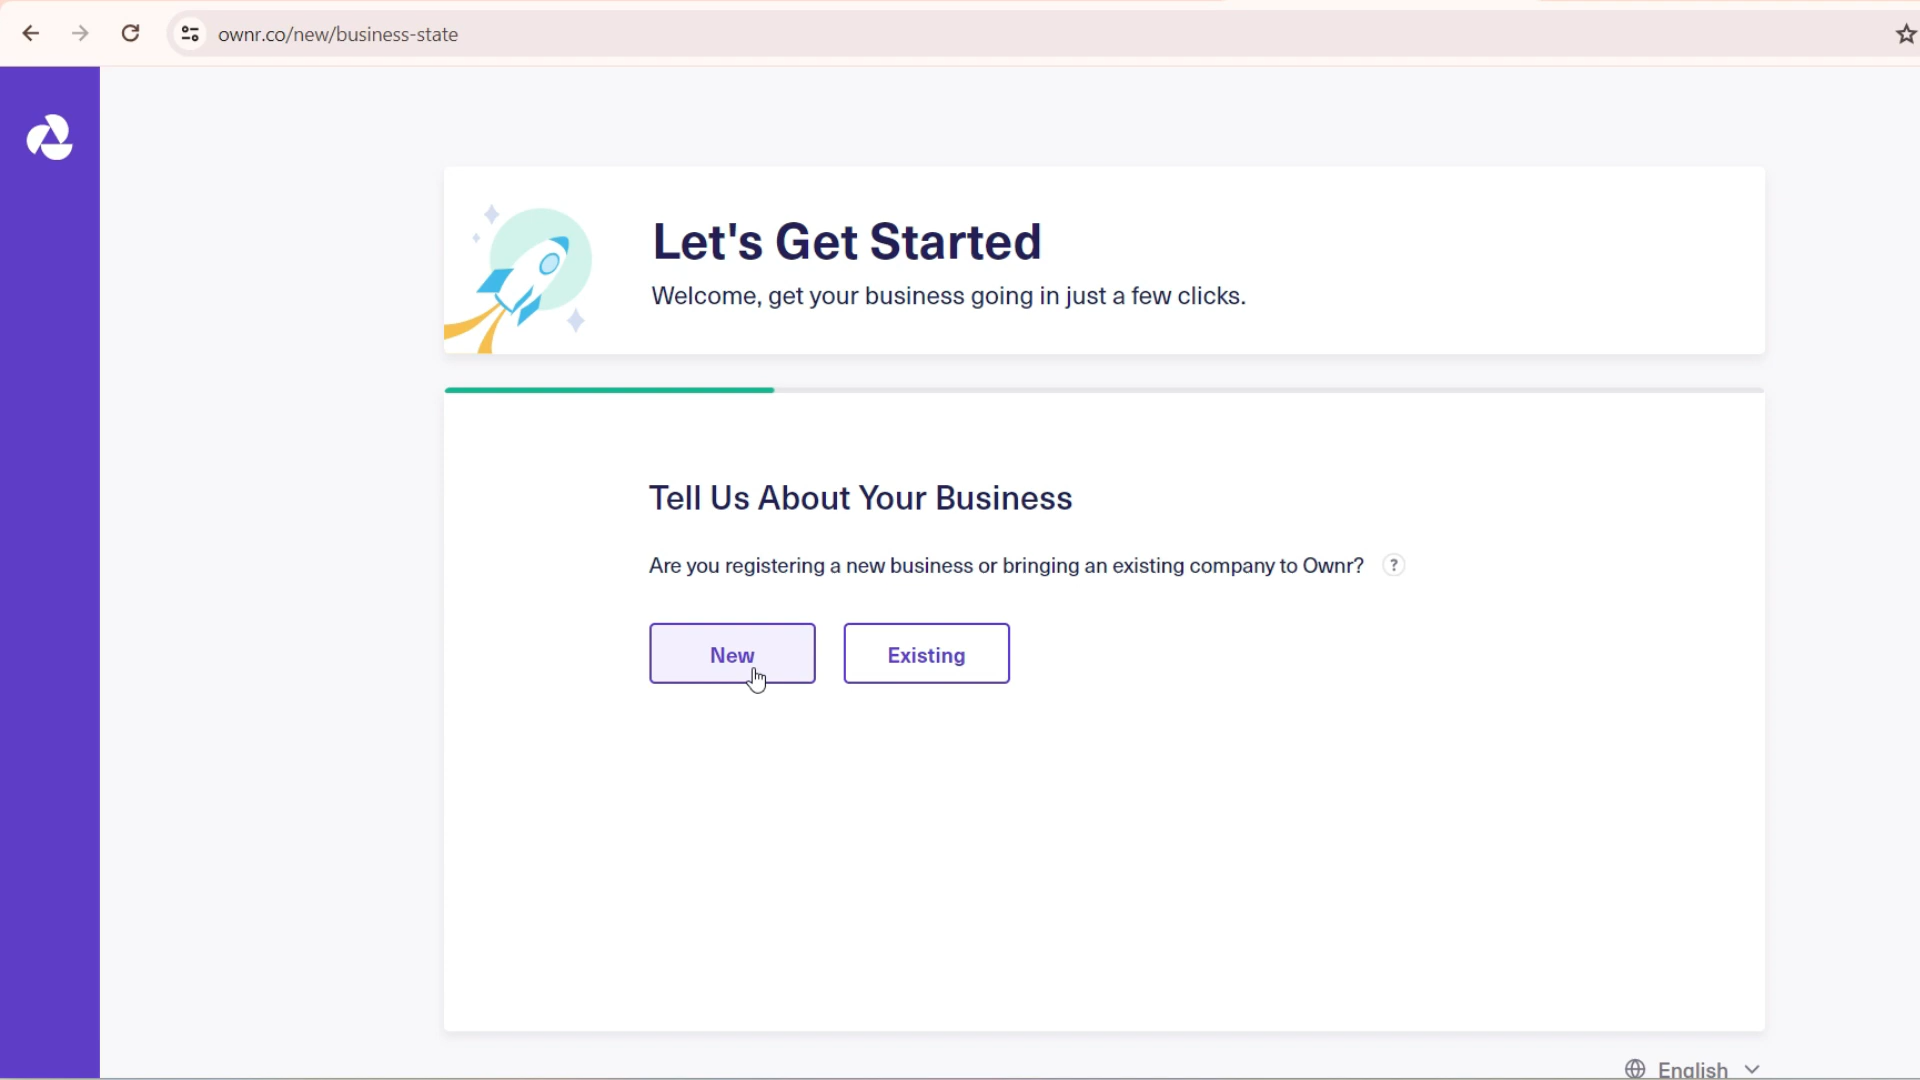 ownr.co/new/business-state
Let's Get Started
Welcome, get your business going in just a few clicks.
Tell Us About Your Business
Are you registering a new business or bringing an existing company to Ownr? ?
New Existing
English